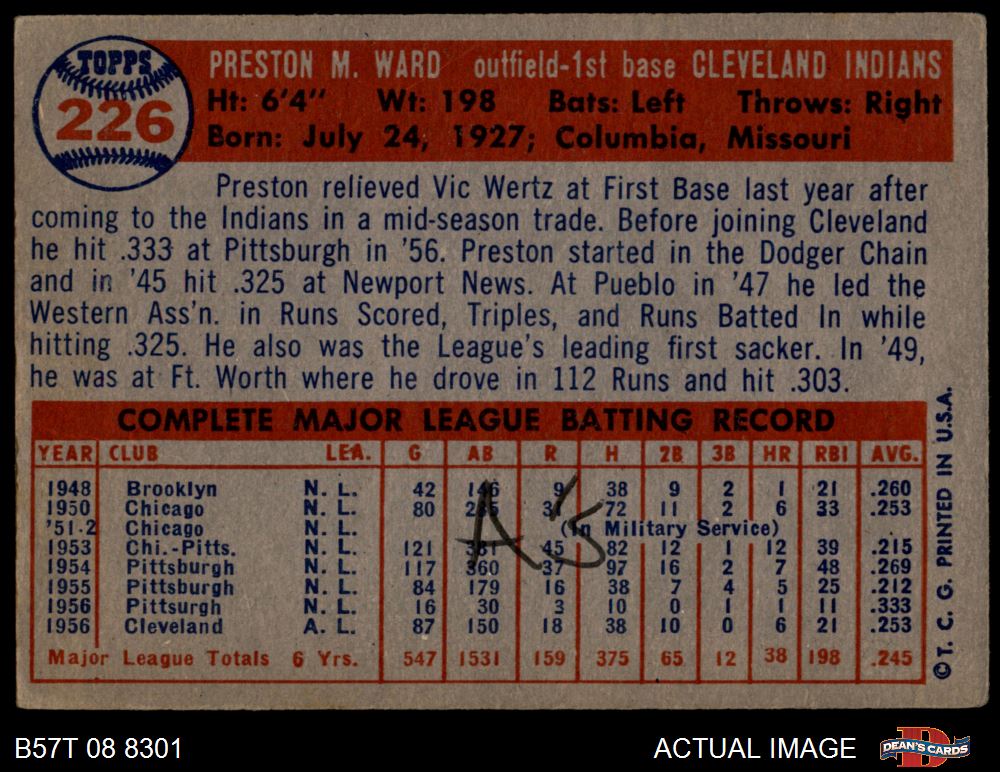 TOPPS
226
PRESTON M. WARD outfield-1st base CLEVELAND INDIANS
Ht: 6'4" Wt: 198 Bats: Left Throws: Right
Born: July 24, 1927; Columbia, Missouri
Preston relieved Vic Wertz at First Base last year after
coming to the Indians in a mid-season trade. Before joining Cleveland
he hit .333 at Pittsburgh in '56. Preston started in the Dodger Chain
and in '45 hit .325 at Newport News. At Pueblo in '47 he led the
Western Ass'n. in Runs Scored, Triples, and Runs Batted In while
hitting .325. He also was the League's leading first sacker. In '49,
he was at Ft. Worth where he drove in 112 Runs and hit .303.
COMPLETE MAJOR LEAGUE BATTING RECORD
YEAR CLUB LEA. G AB R H 2B 3B HR RBI AVG.
1948 Brooklyn N. L. 42 146 9 38 9 2 1 21 .260
1950 Chicago N. L. 80 285 72 11 2 6 33 .253
'51-2 Chicago N. L. (In Military Service)
1953 Chi.-Pitts. N. L. 121 45 82 12 1 12 39 .215
1954 Pittsburgh N. L. 117 360 37 97 16 2 7 48 .269
1955 Pittsburgh N. L. 84 179 16 38 7 4 5 25 .212
1956 Pittsurgh N. L. 16 30 3 10 0 1 1 11 .333
1956 Cleveland A. L. 87 150 18 38 10 0 6 21 .253
Major League Totals 6 Yrs. 547 1531 159 375 65 12 38 198 .245
A's
©T. C. G. PRINTED IN U.S.A.
B57T 08 8301
ACTUAL IMAGE
DEAN'S CARDS